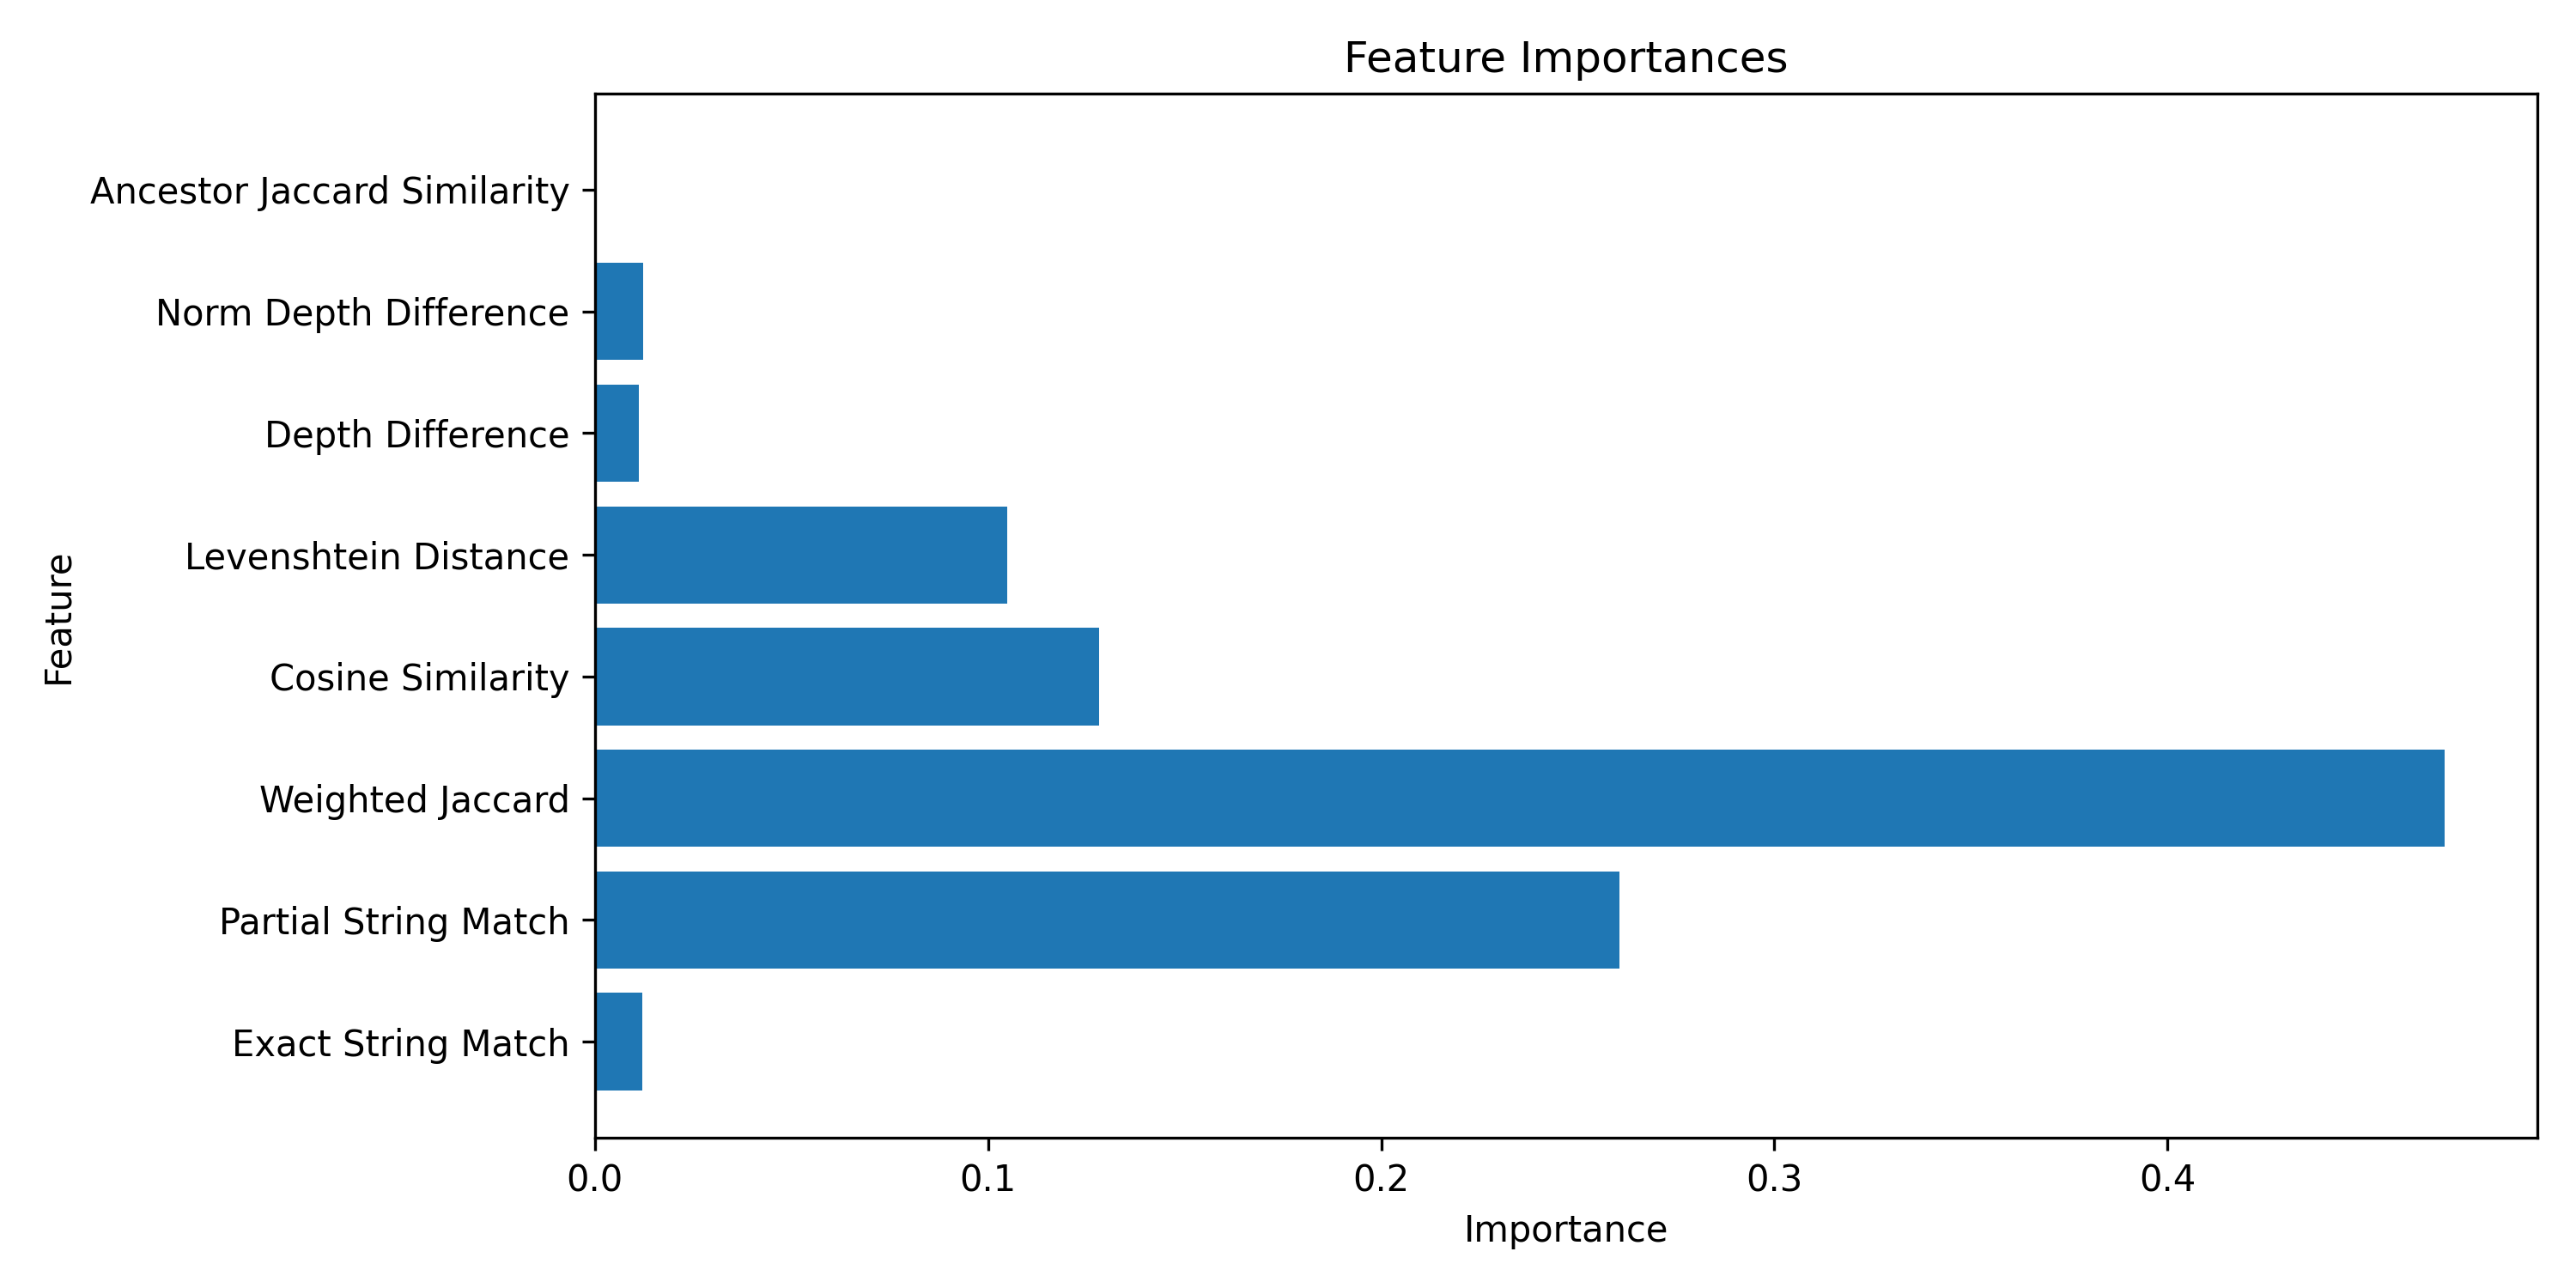 Feature Importances
Ancestor Jaccard Similarity
Norm Depth Difference
Depth Difference
Levenshtein Distance
Cosine Similarity
Weighted Jaccard
Partial String Match
Exact String Match
Feature
0.0 0.1 0.2 0.3 0.4
Importance